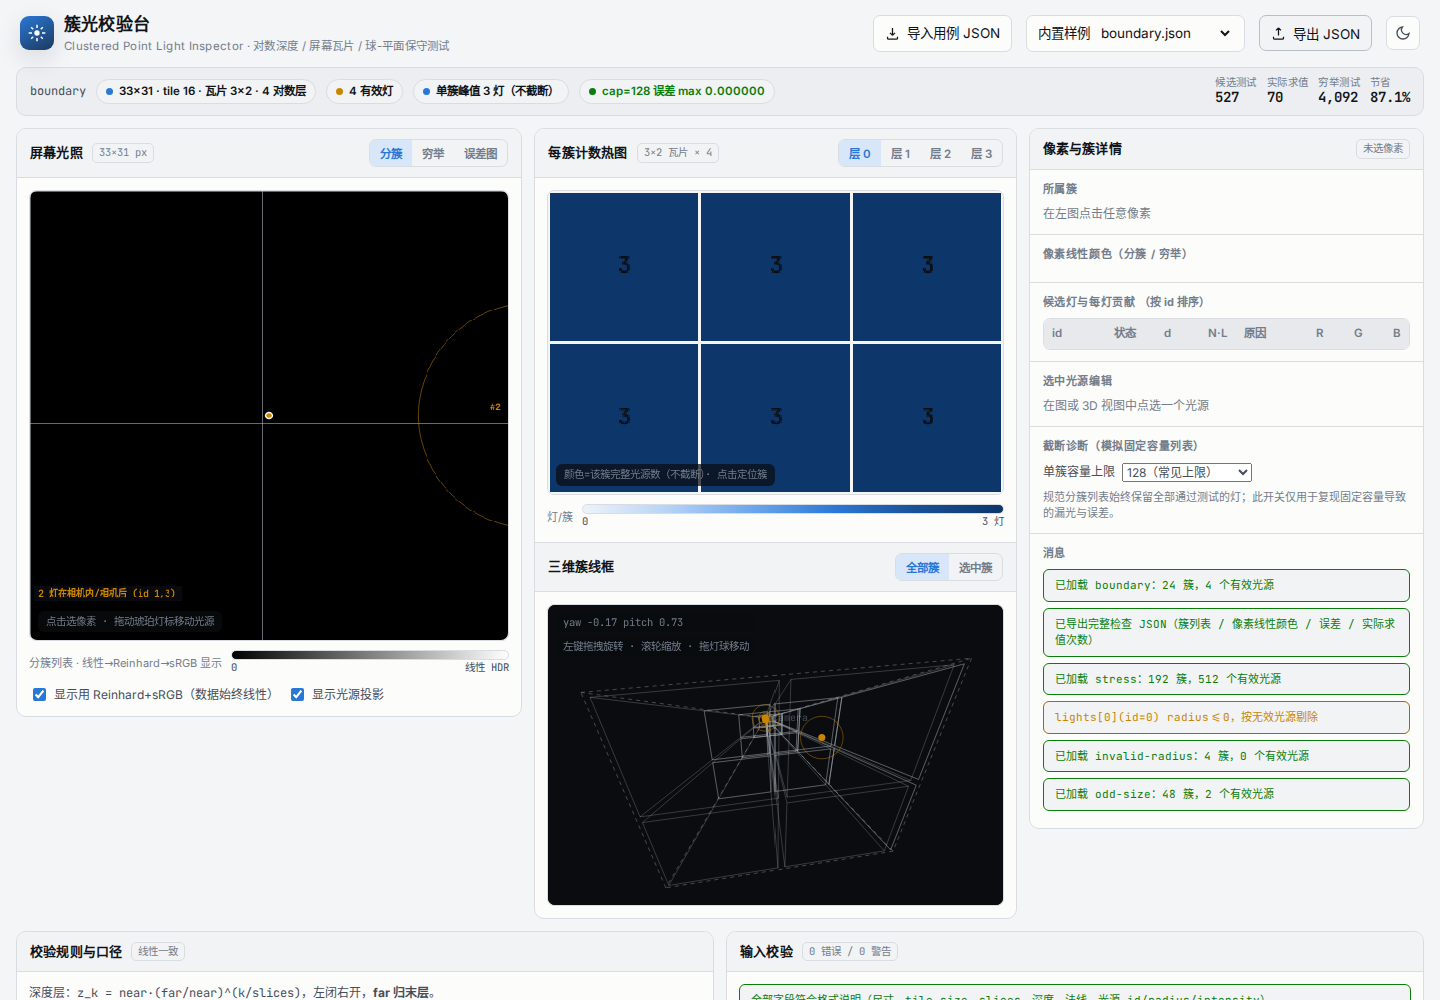 簇光校验台
Clustered Point Light Inspector · 对数深度 / 屏幕瓦片 / 球-平面保守测试
导入用例 JSON
内置样例 boundary.json
导出 JSON
boundary
33×31 · tile 16 · 瓦片 3×2 · 4 对数层
4 有效灯
单簇峰值 3 灯（不截断）
cap=128 误差 max 0.000000
候选测试 实际求值 穷举测试 节省
527 70 4,092 87.1%
屏幕光照 33×31 px
分簇 穷举 误差图
#2
2 灯在相机内/相机后 (id 1,3)
点击选像素 · 拖动琥珀灯标移动光源
分簇列表 · 线性→Reinhard→sRGB 显示
0 线性 HDR
显示用 Reinhard+sRGB（数据始终线性）
显示光源投影
每簇计数热图 3×2 瓦片 × 4
层 0 层 1 层 2 层 3
3 3 3
3 3 3
颜色=该簇完整光源数（不截断）· 点击定位簇
灯/簇
0 3 灯
三维簇线框
全部簇 选中簇
yaw -0.17 pitch 0.73
左键拖拽旋转 · 滚轮缩放 · 拖灯球移动
像素与簇详情 未选像素
所属簇
在左图点击任意像素
像素线性颜色（分簇 / 穷举）
候选灯与每灯贡献 （按 id 排序）
id 状态 d N·L 原因 R G B
选中光源编辑
在图或 3D 视图中点选一个光源
截断诊断（模拟固定容量列表）
单簇容量上限 128（常见上限）
规范分簇列表始终保留全部通过测试的灯；此开关仅用于复现固定容量导致
的漏光与误差。
消息
已加载 boundary：24 簇，4 个有效光源
已导出完整检查 JSON（簇列表 / 像素线性颜色 / 误差 / 实际求
值次数）
已加载 stress：192 簇，512 个有效光源
lights[0](id=0) radius≤0，按无效光源剔除
已加载 invalid-radius：4 簇，0 个有效光源
已加载 odd-size：48 簇，2 个有效光源
校验规则与口径 线性一致
深度层：z_k = near·(far/near)^(k/slices)，左闭右开，far 归末层。
输入校验 0 错误 / 0 警告
全部字段符合格式说明（尺寸、tile_size、slices、深度、法线、光源 id/radius/intensity）